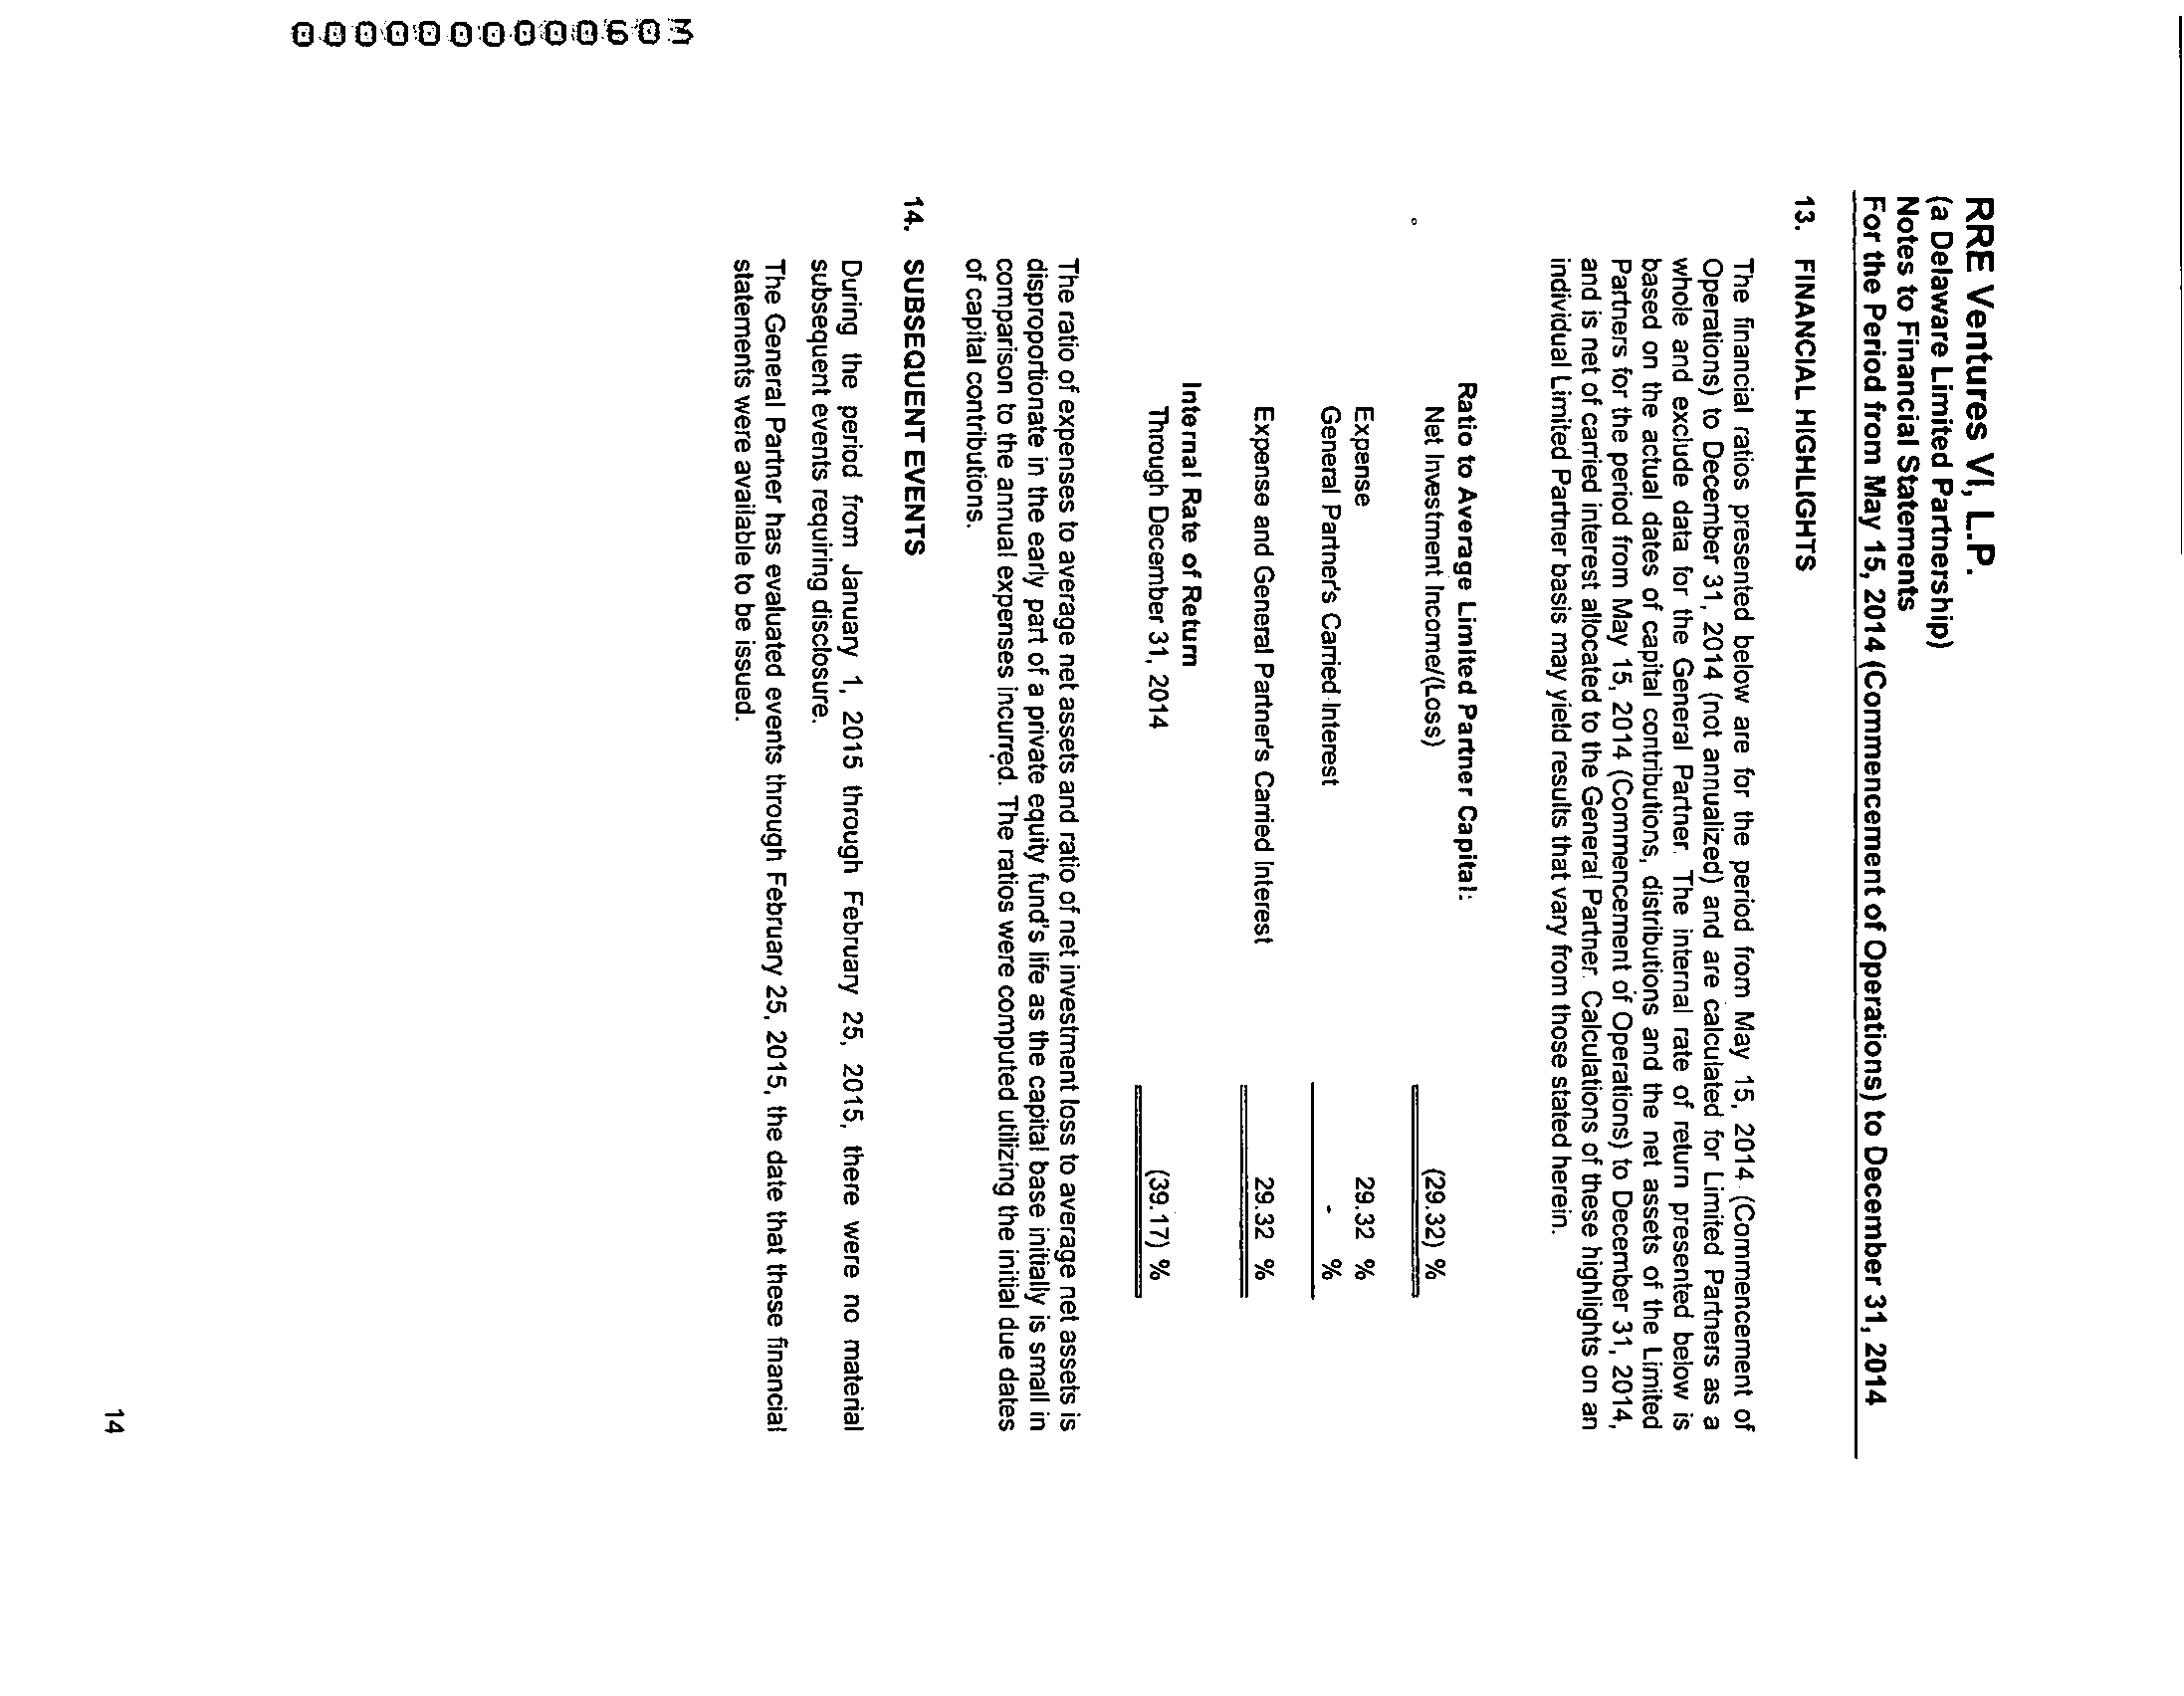 RRE Ventures VI, L.P.
(a Delaware Limited Partnership)
Notes to Financial Statements
For the Period from May 15, 2014 (Commencement of Operations) to December 31, 2014
13. FINANCIAL HIGHLIGHTS
The financial ratios presented below are for the period from May 15, 2014 (Commencement of
Operations) to December 31, 2014 (not annualized) and are calculated for Limited Partners as a
whole and exclude data for the General Partner. The internal rate of return presented below is
based on the actual dates of capital contributions, distributions and the net assets of the Limited
Partners for the period from May 15, 2014 (Commencement of Operations) to December 31, 2014,
and is net of carried interest allocated to the General Partner. Calculations of these highlights on an
individual Limited Partner basis may yield results that vary from those stated herein.
Ratio to Average Limited Partner Capital:
Net Investment Income/(Loss) (29.32) %
Expense 29.32 %
General Partner's Carried Interest - %
Expense and General Partner's Carried Interest 29.32 %
Internal Rate of Return
Through December 31, 2014 (39.17) %
The ratio of expenses to average net assets and ratio of net investment loss to average net assets is
disproportionate in the early part of a private equity fund's life as the capital base initially is small in
comparison to the annual expenses incurred. The ratios were computed utilizing the initial due dates
of capital contributions.
14. SUBSEQUENT EVENTS
During the period from January 1, 2015 through February 25, 2015, there were no material
subsequent events requiring disclosure.
The General Partner has evaluated events through February 25, 2015, the date that these financial
statements were available to be issued.
14